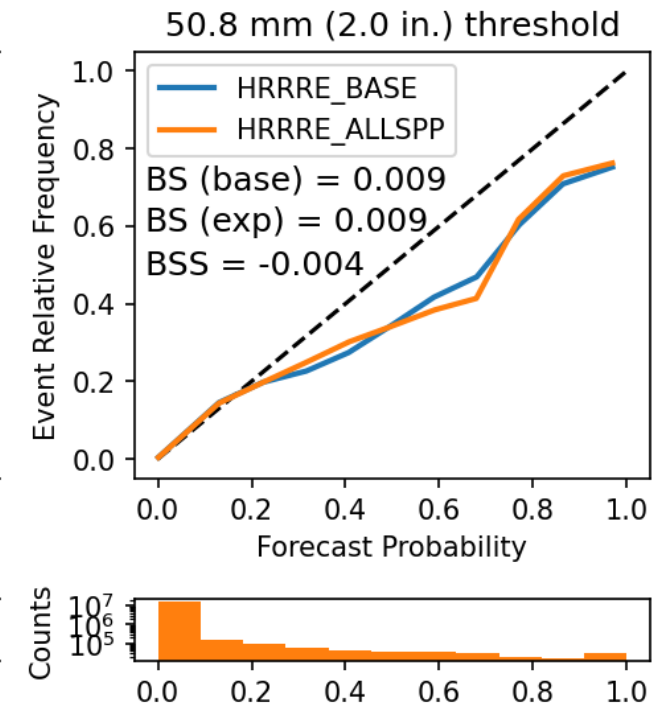 50.8 mm (2.0 in.) threshold
HRRRE_BASE
HRRRE_ALLSPP
BS (base) = 0.009
BS (exp) = 0.009
BSS = -0.004
Event Relative Frequency
1.0
0.8
0.6
0.4
0.2
0.0
0.0 0.2 0.4 0.6 0.8 1.0
Forecast Probability
Counts
10⁷
10⁶
10⁵
0.0 0.2 0.4 0.6 0.8 1.0